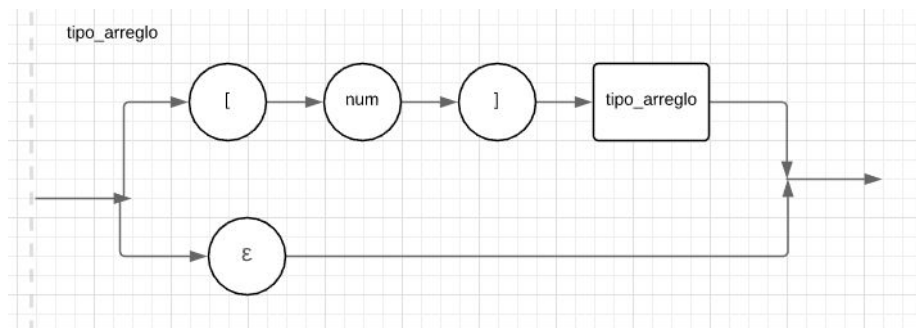 tipo_arreglo
[ num ] tipo_arreglo
ε